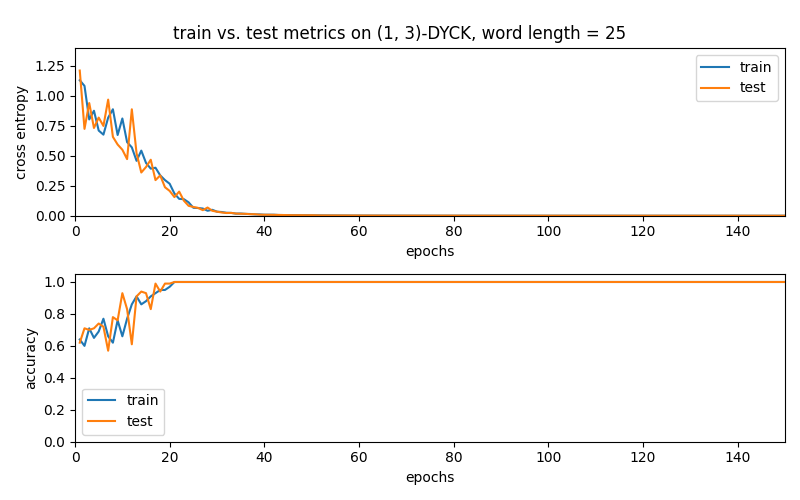 train vs. test metrics on (1, 3)-DYCK, word length = 25
cross entropy
1.25
1.00
0.75
0.50
0.25
0.00
train
test
0 20 40 60 80 100 120 140
epochs
accuracy
1.0
0.8
0.6
0.4
0.2
0.0
train
test
0 20 40 60 80 100 120 140
epochs